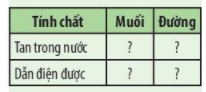 Tính chất Muối Đường
Tan trong nước ? ?
Dẫn điện được ? ?